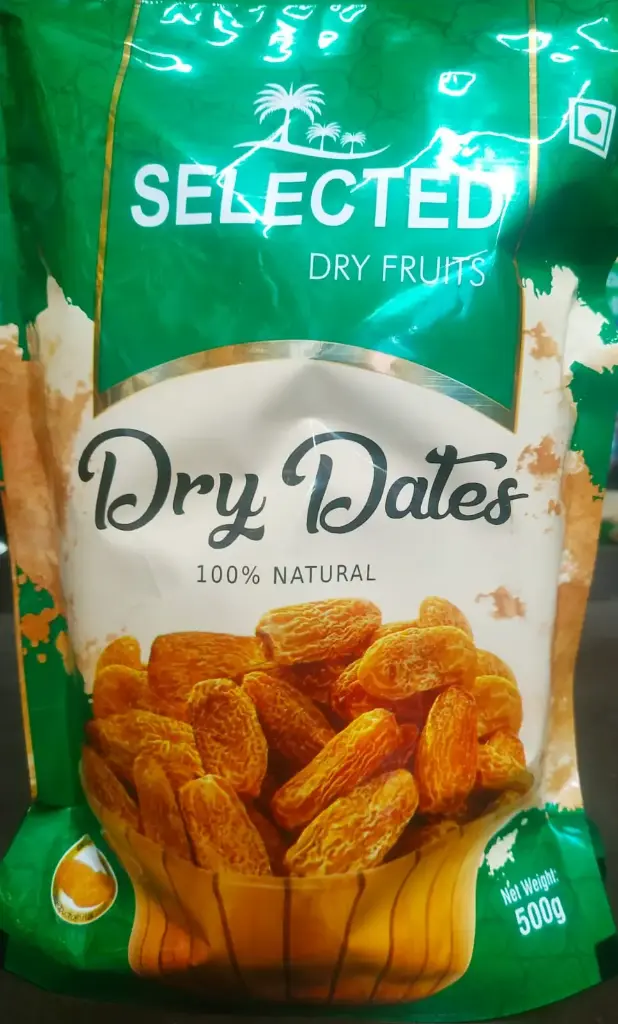 SELECTED
DRY FRUITS
Dry Dates
100% NATURAL
Net Weight:
500g